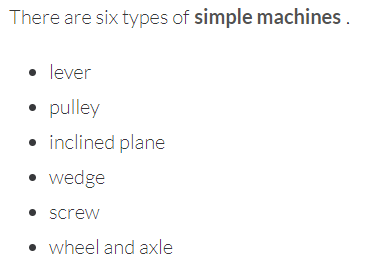 There are six types of simple machines .
• lever
• pulley
• inclined plane
• wedge
• screw
• wheel and axle